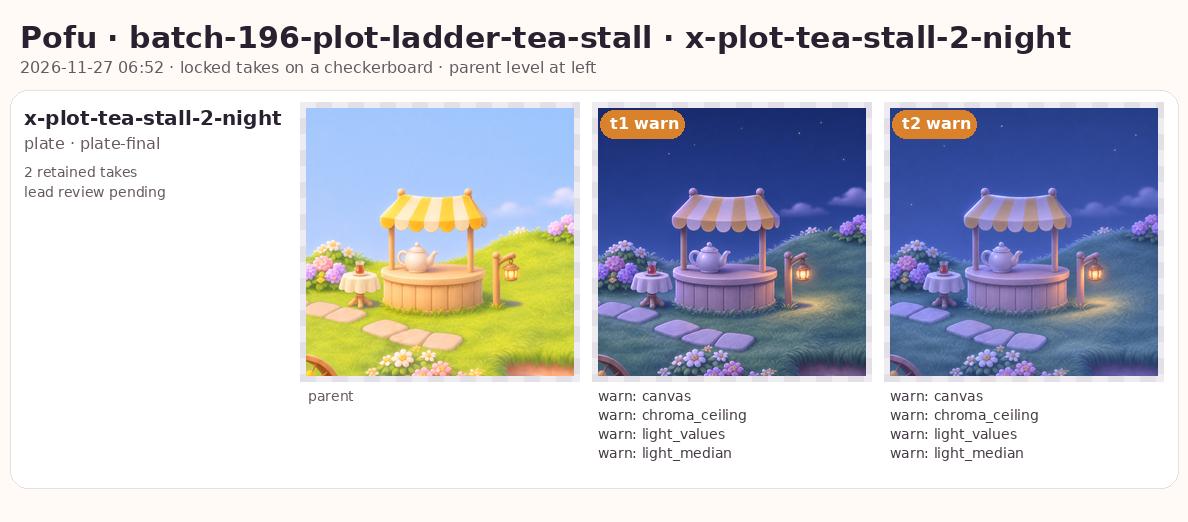 Pofu · batch-196-plot-ladder-tea-stall · x-plot-tea-stall-2-night
2026-11-27 06:52 · locked takes on a checkerboard · parent level at left
x-plot-tea-stall-2-night
plate · plate-final
2 retained takes
lead review pending
parent
t1 warn
warn: canvas
warn: chroma_ceiling
warn: light_values
warn: light_median
t2 warn
warn: canvas
warn: chroma_ceiling
warn: light_values
warn: light_median